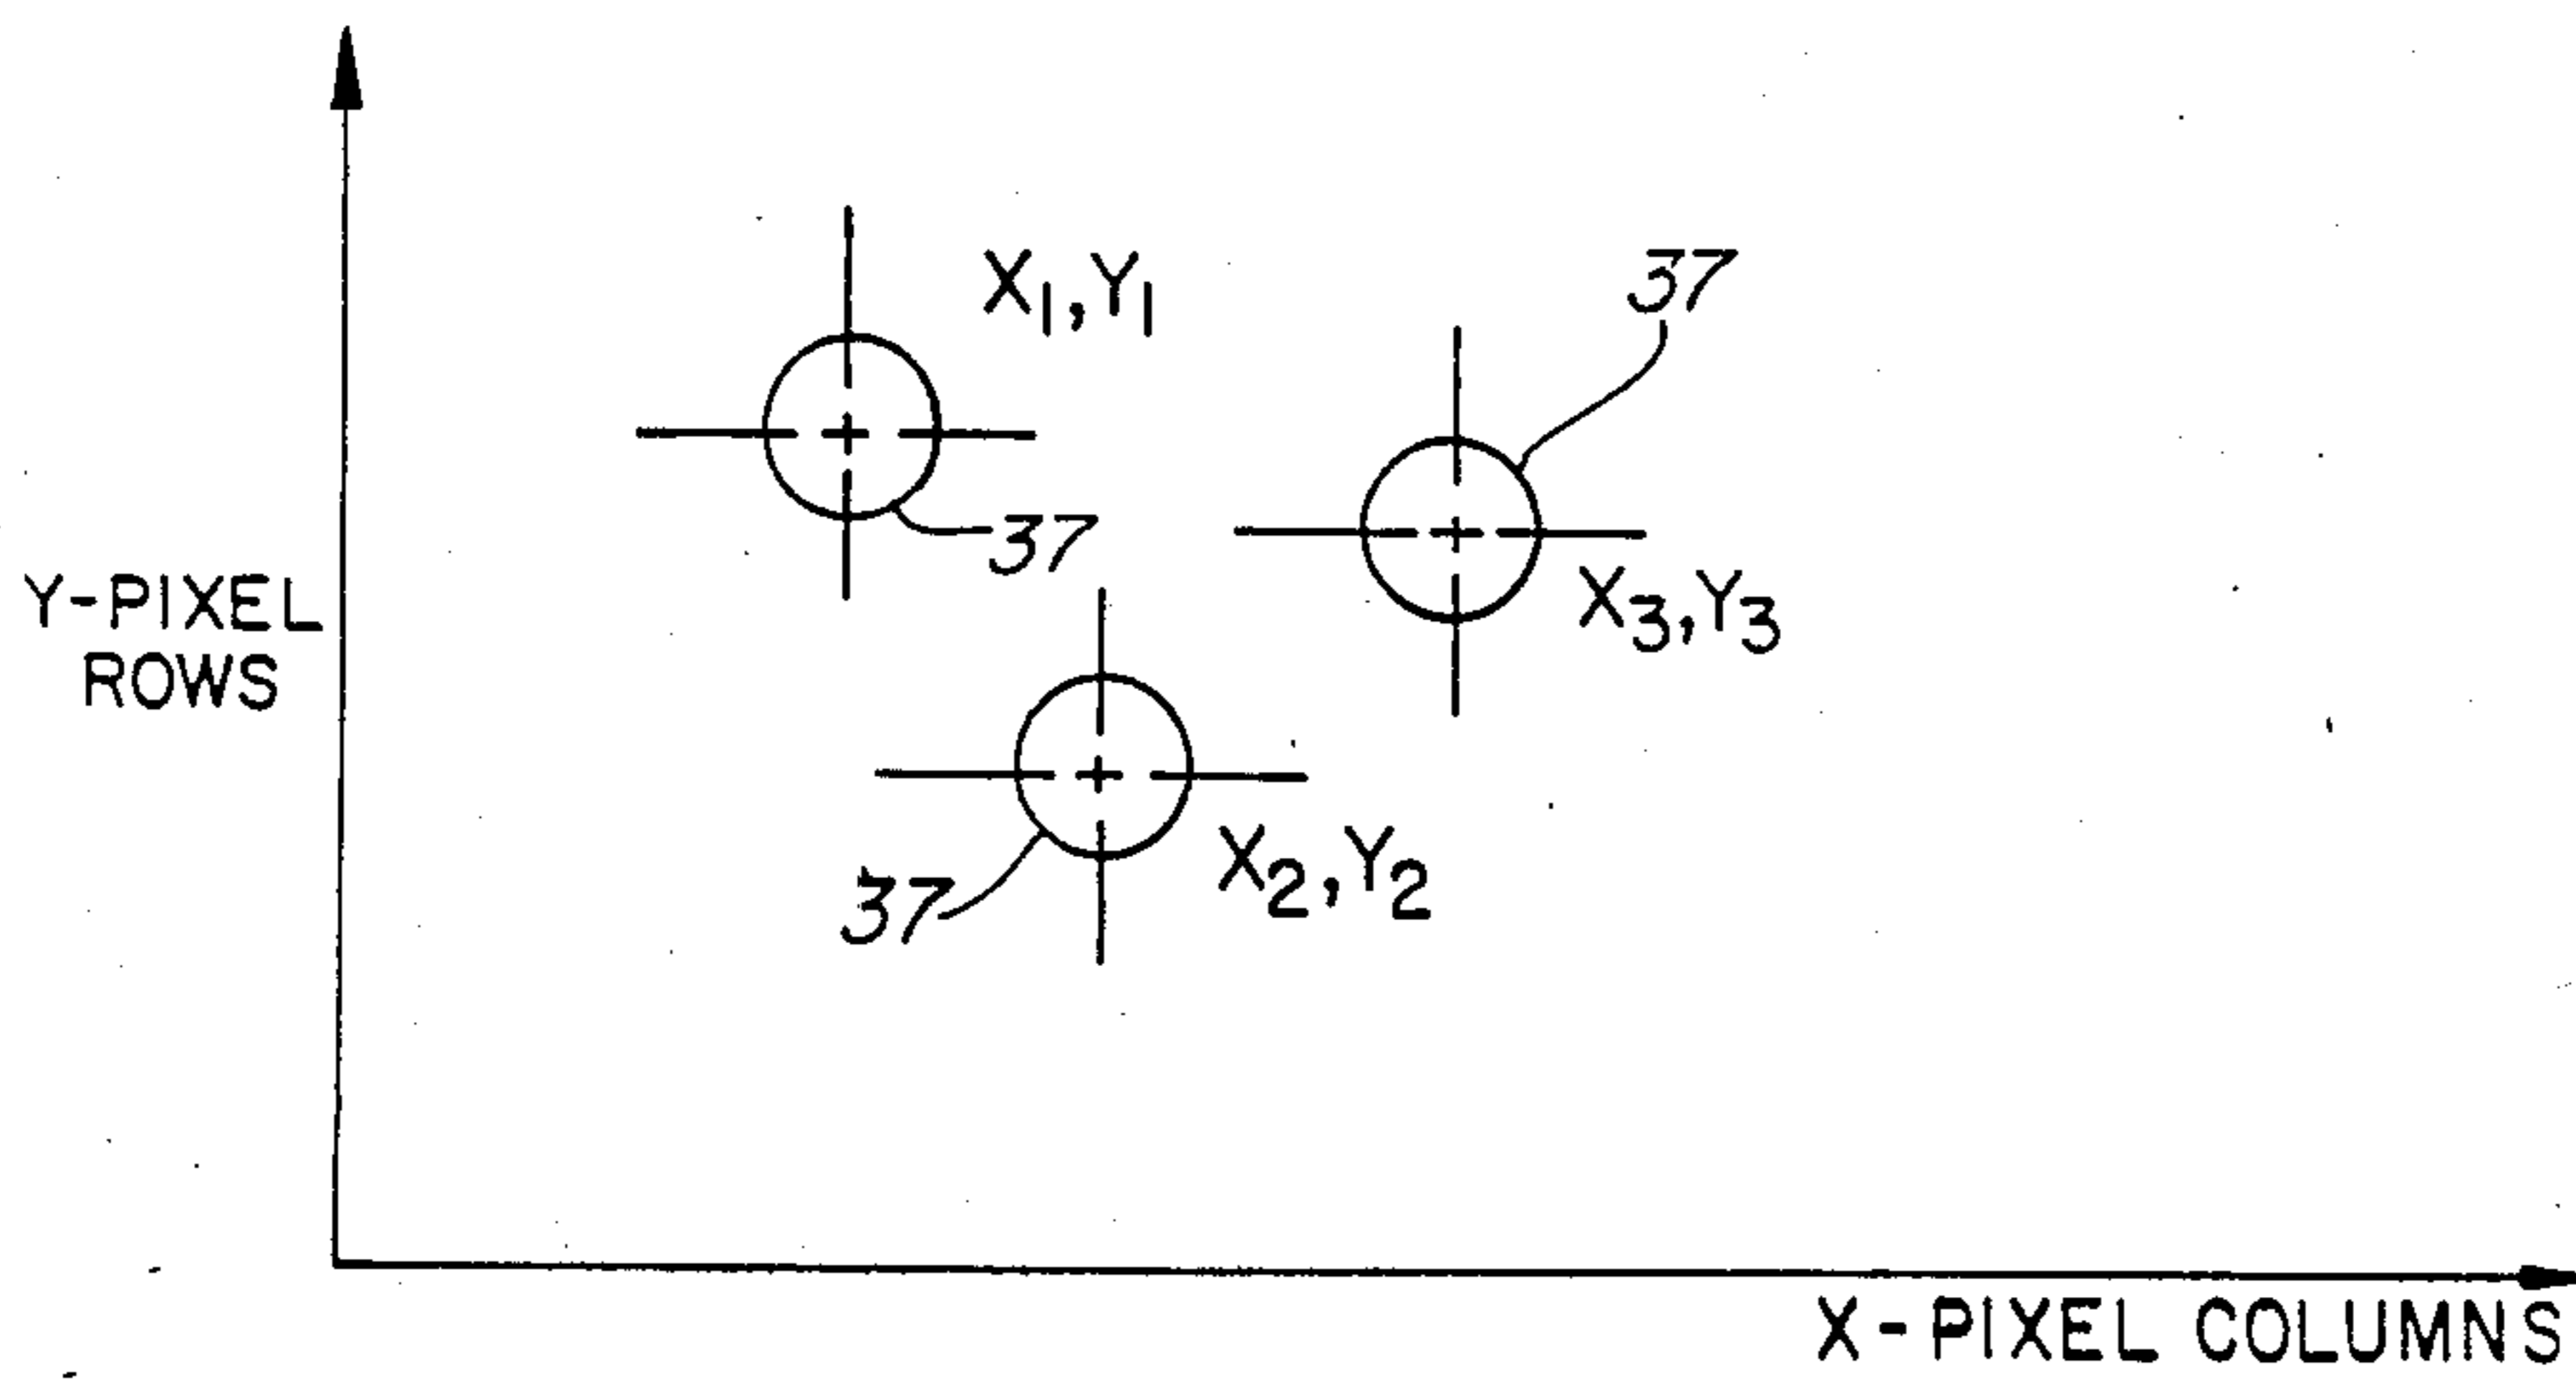 X₁,Y₁
37
37
Y-PIXEL
ROWS
X₃,Y₃
37
X₂,Y₂
X-PIXEL COLUMNS